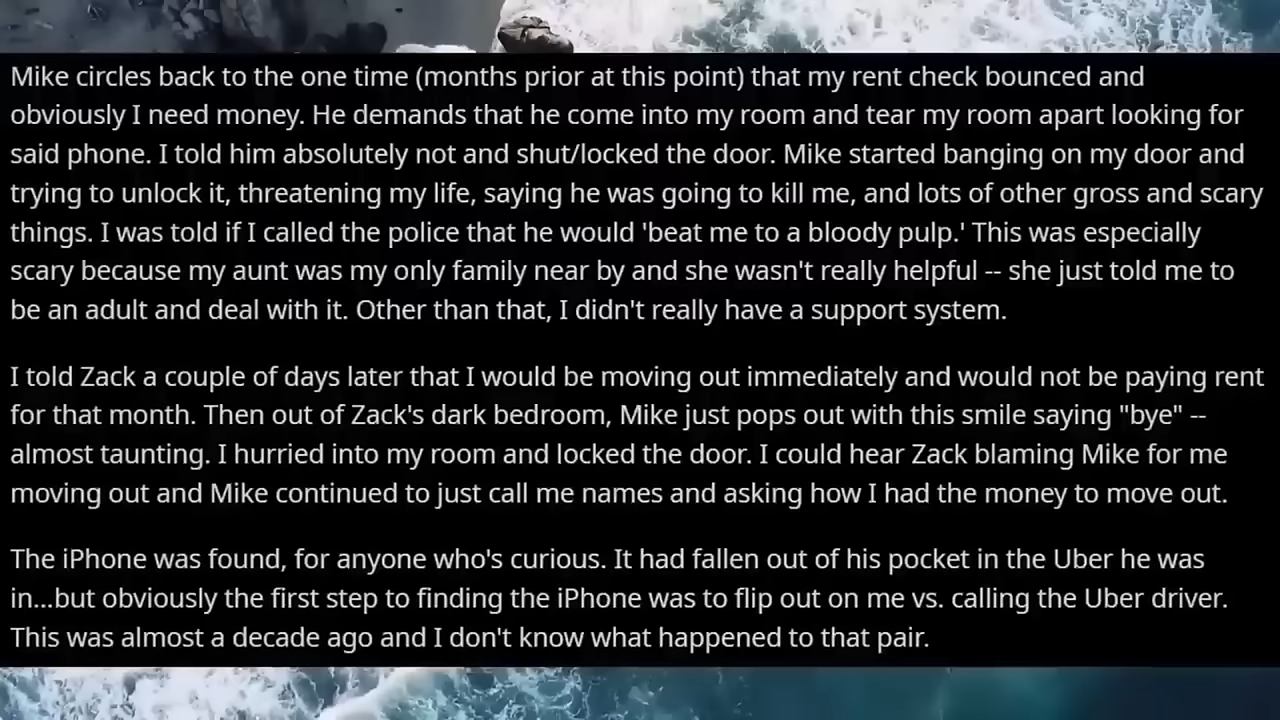 Mike circles back to the one time (months prior at this point) that my rent check bounced and
obviously I need money. He demands that he come into my room and tear my room apart looking for
said phone. I told him absolutely not and shut/locked the door. Mike started banging on my door and
trying to unlock it, threatening my life, saying he was going to kill me, and lots of other gross and scary
things. I was told if I called the police that he would 'beat me to a bloody pulp.' This was especially
scary because my aunt was my only family near by and she wasn't really helpful -- she just told me to
be an adult and deal with it. Other than that, I didn't really have a support system.
I told Zack a couple of days later that I would be moving out immediately and would not be paying rent
for that month. Then out of Zack's dark bedroom, Mike just pops out with this smile saying "bye" --
almost taunting. I hurried into my room and locked the door. I could hear Zack blaming Mike for me
moving out and Mike continued to just call me names and asking how I had the money to move out.
The iPhone was found, for anyone who's curious. It had fallen out of his pocket in the Uber he was
in...but obviously the first step to finding the iPhone was to flip out on me vs. calling the Uber driver.
This was almost a decade ago and I don't know what happened to that pair.